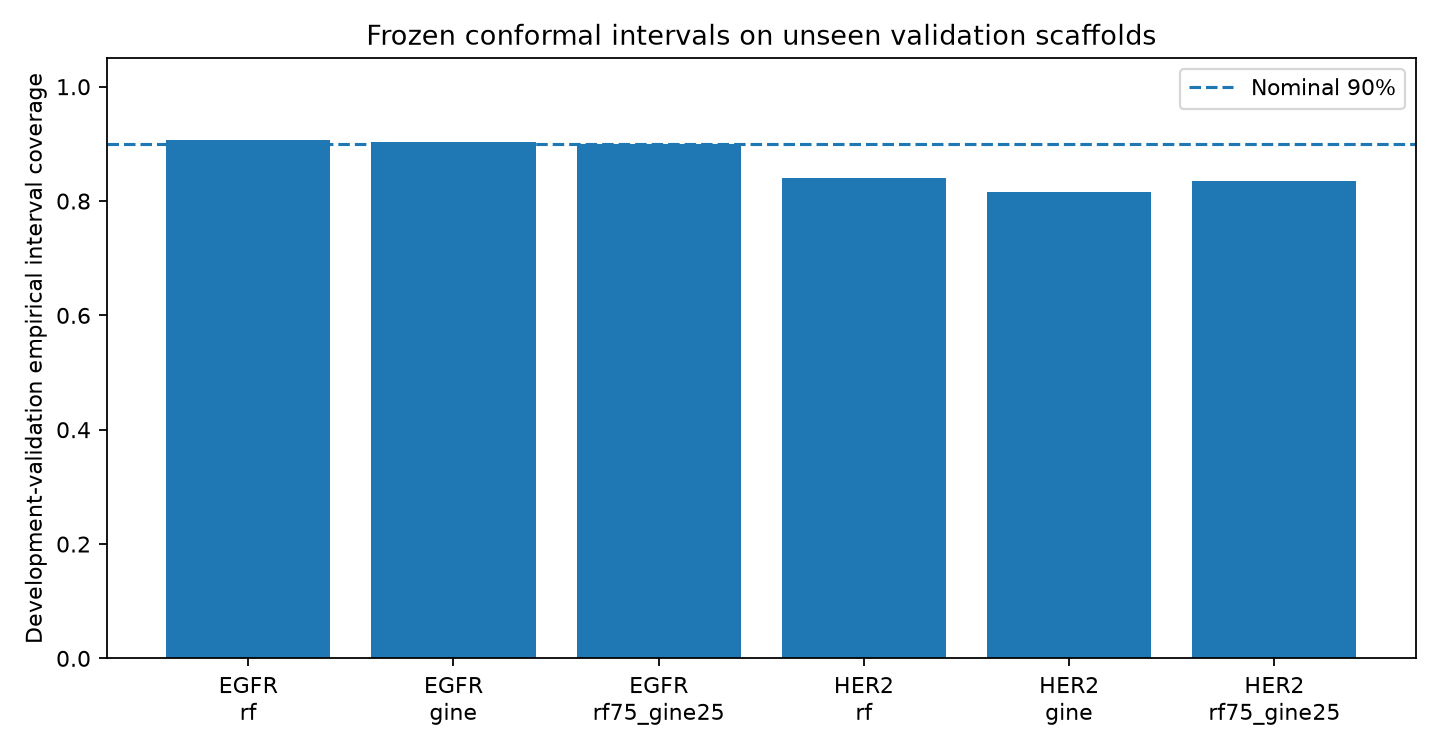 Frozen conformal intervals on unseen validation scaffolds
Development-validation empirical interval coverage
1.0
0.8
0.6
0.4
0.2
0.0
Nominal 90%
EGFR
rf
EGFR
gine
EGFR
rf75_gine25
HER2
rf
HER2
gine
HER2
rf75_gine25